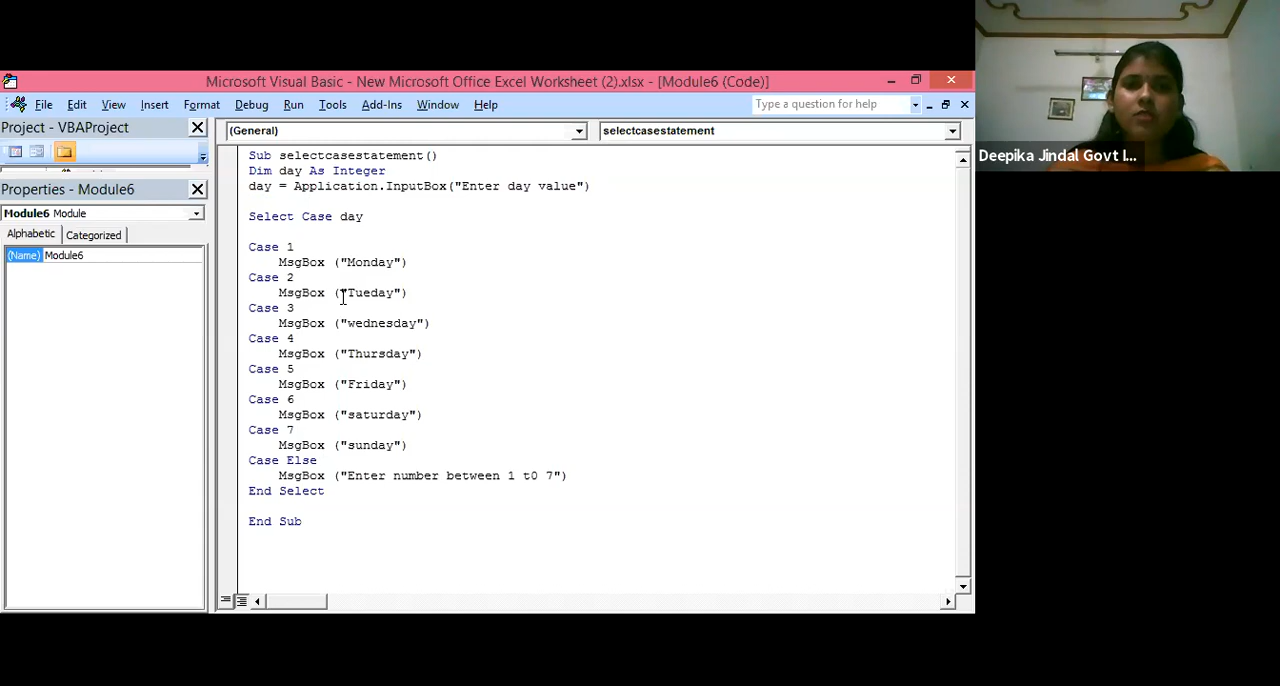 Microsoft Visual Basic - New Microsoft Office Excel Worksheet (2).xlsx - [Module6 (Code)]
File Edit View Insert Format Debug Run Tools Add-Ins Window Help
Type a question for help
Project - VBAProject
(General)
selectcasestatement
Properties - Module6
Module6 Module
Alphabetic Categorized
(Name) Module6
Sub selectcasestatement()
Dim day As Integer
day = Application.InputBox("Enter day value")
Select Case day
Case 1
MsgBox ("Monday")
Case 2
MsgBox ("Tueday")
Case 3
MsgBox ("wednesday")
Case 4
MsgBox ("Thursday")
Case 5
MsgBox ("Friday")
Case 6
MsgBox ("saturday")
Case 7
MsgBox ("sunday")
Case Else
MsgBox ("Enter number between 1 t0 7")
End Select
End Sub
Deepika Jindal Govt I...